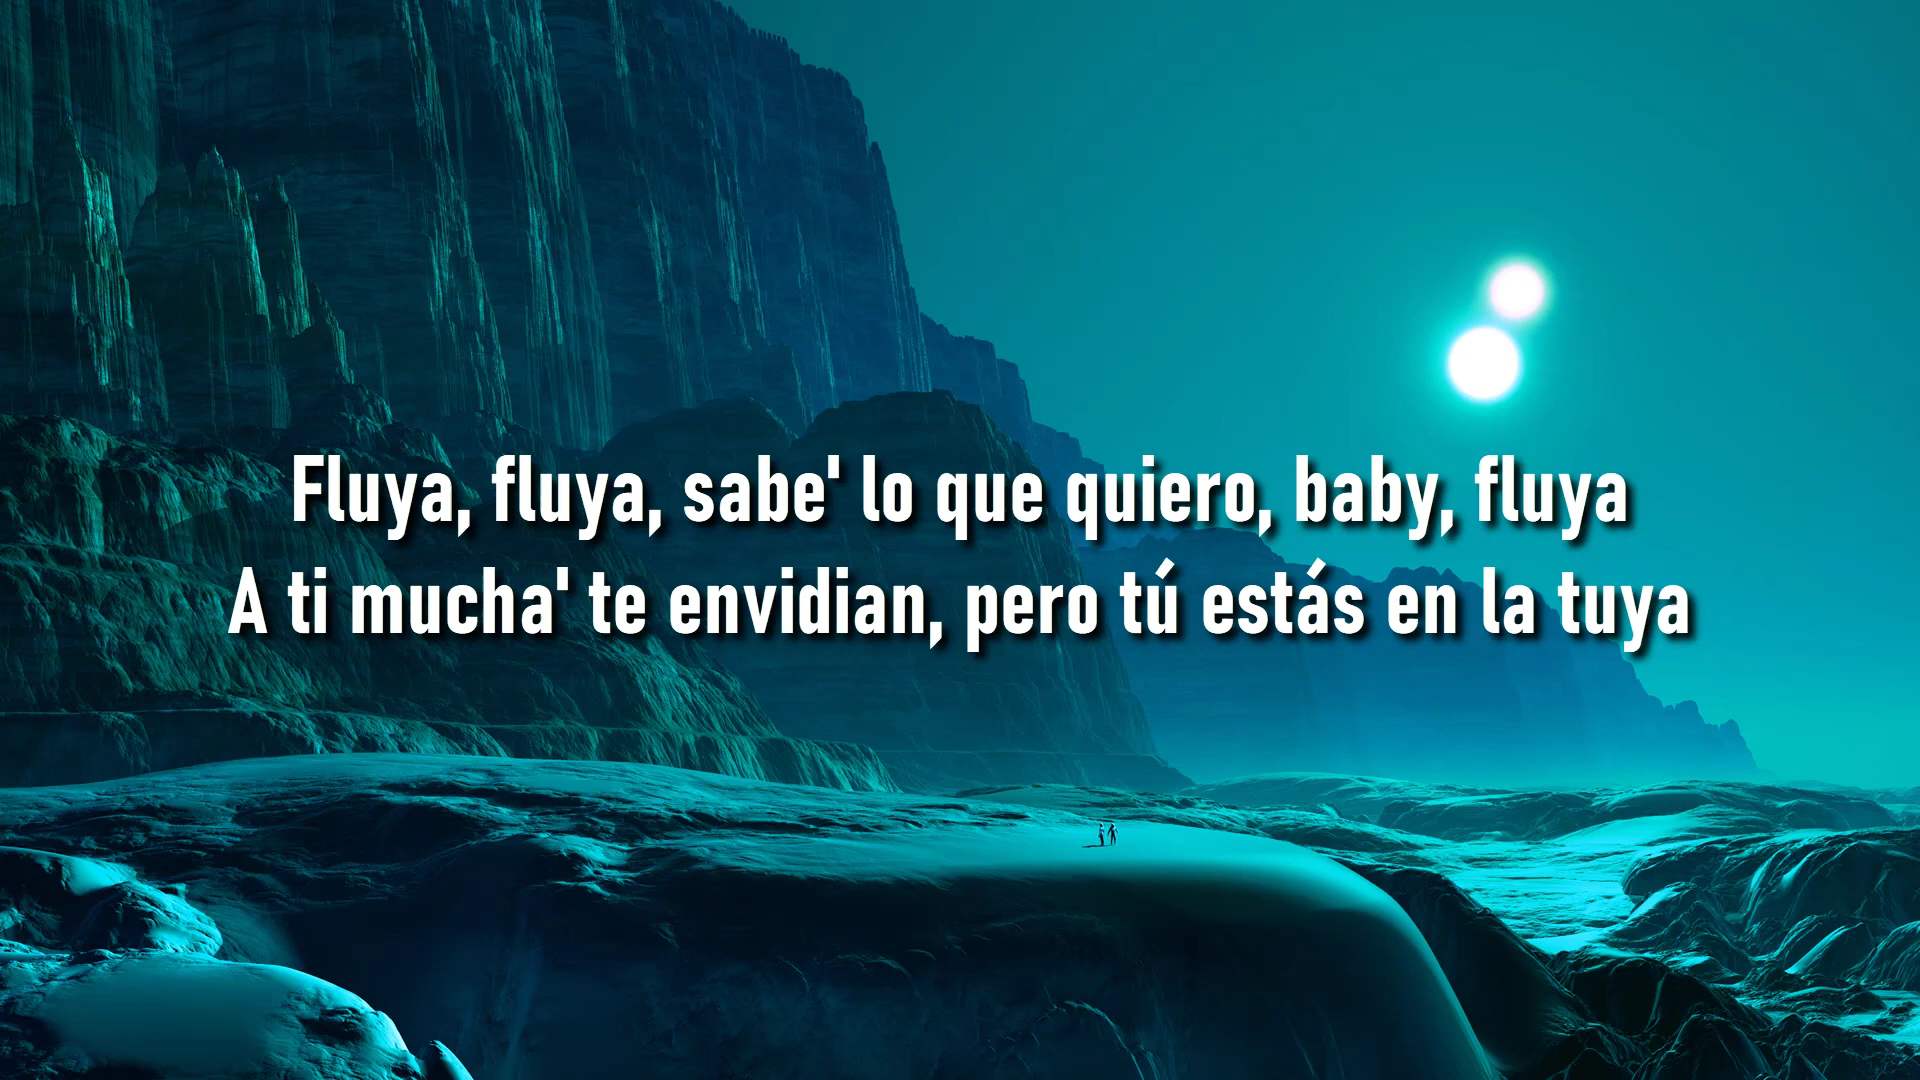 Fluya, fluya, sabe' lo que quiero, baby, fluya
A ti mucha' te envidian, pero tú estás en la tuya